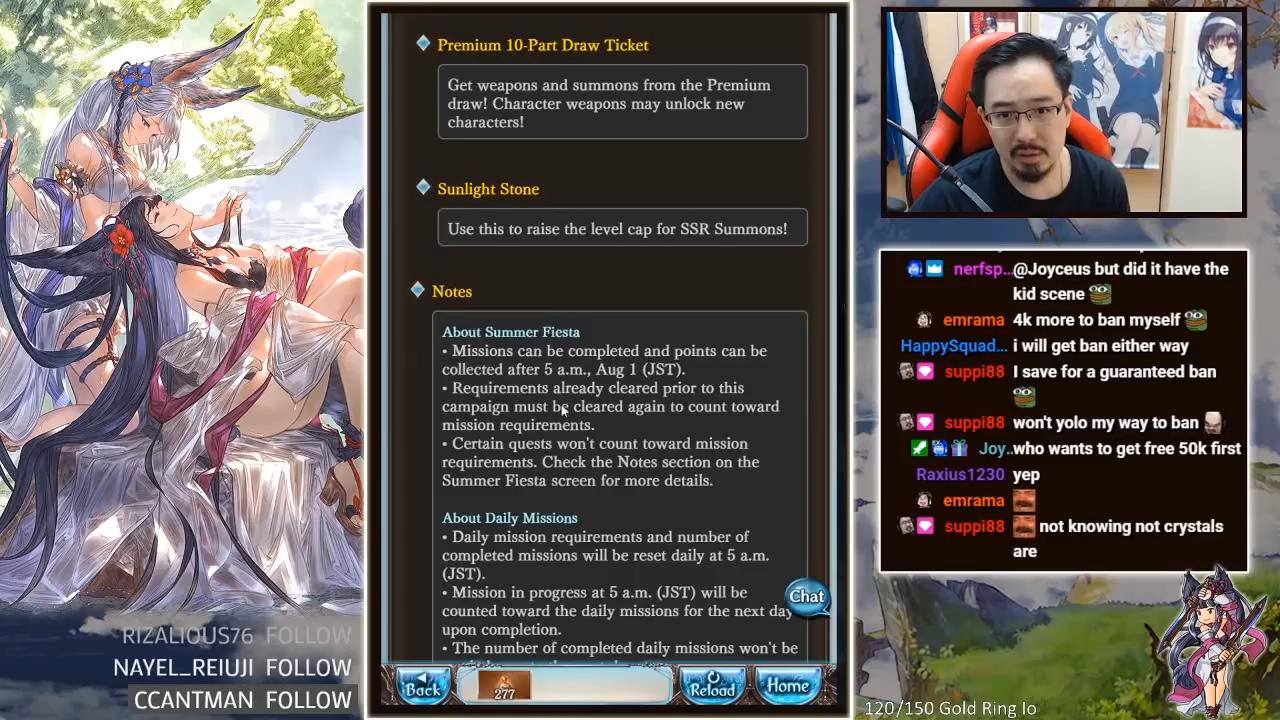 Premium 10-Part Draw Ticket
Get weapons and summons from the Premium
draw! Character weapons may unlock new
characters!
Sunlight Stone
Use this to raise the level cap for SSR Summons!
Notes
About Summer Fiesta
• Missions can be completed and points can be
collected after 5 a.m., Aug 1 (JST).
• Requirements already cleared prior to this
campaign must be cleared again to count toward
mission requirements.
• Certain quests won't count toward mission
requirements. Check the Notes section on the
Summer Fiesta screen for more details.
About Daily Missions
• Daily mission requirements and number of
completed missions will be reset daily at 5 a.m.
(JST).
• Mission in progress at 5 a.m. (JST) will be
counted toward the daily missions for the next day
upon completion.
• The number of completed daily missions won't be
Chat
Back
277
Reload
Home
RIZALIOUS76 FOLLOW
NAYEL_REIUJI FOLLOW
CCANTMAN FOLLOW
nerfsp... @Joyceus but did it have the
kid scene
emrama 4k more to ban myself
HappySquad... i will get ban either way
suppi88 I save for a guaranteed ban
suppi88 won't yolo my way to ban
Joy.. who wants to get free 50k first
Raxius1230 yep
emrama
suppi88 not knowing not crystals
are
120/150 Gold Ring Io